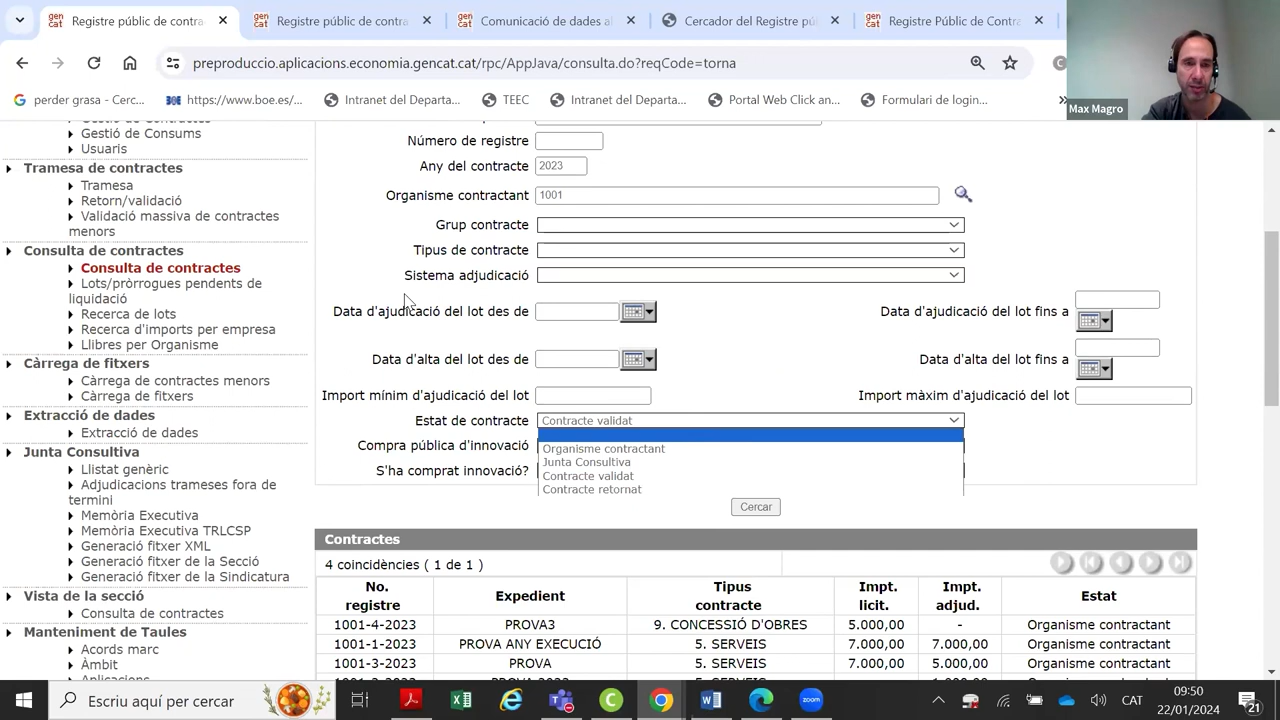 Registre públic de contra
Registre públic de contra
Comunicació de dades al
Cercador del Registre púl
Registre Públic de Contra
preproduccio.aplicacions.economia.gencat.cat/rpc/AppJava/consulta.do?reqCode=torna
perder grasa - Cerc...
https://www.boe.es/...
Intranet del Departa...
TEEC
Intranet del Departa...
Portal Web Click an...
Formulari de login...
Max Magro
Gestió de Contractes
Gestió de Consums
Usuaris
Tramesa de contractes
Tramesa
Retorn/validació
Validació massiva de contractes
menors
Consulta de contractes
Consulta de contractes
Lots/pròrrogues pendents de
liquidació
Recerca de lots
Recerca d'imports per empresa
Llibres per Organisme
Càrrega de fitxers
Càrrega de contractes menors
Càrrega de fitxers
Extracció de dades
Extracció de dades
Junta Consultiva
Llistat genèric
Adjudicacions trameses fora de
termini
Memòria Executiva
Memòria Executiva TRLCSP
Generació fitxer XML
Generació fitxer de la Secció
Generació fitxer de la Sindicatura
Vista de la secció
Consulta de contractes
Manteniment de Taules
Acords marc
Àmbit
Aplicacions
Número de registre
Any del contracte 2023
Organisme contractant 1001
Grup contracte
Tipus de contracte
Sistema adjudicació
Data d'ajudicació del lot des de
Data d'ajudicació del lot fins a
Data d'alta del lot des de
Data d'alta del lot fins a
Import mínim d'ajudicació del lot
Import màxim d'ajudicació del lot
Estat de contracte Contracte validat
Compra pública d'innovació
Organisme contractant
Junta Consultiva
S'ha comprat innovació?
Contracte validat
Contracte retornat
Cercar
Contractes
4 coincidències ( 1 de 1 )
No. registre Expedient Tipus contracte Impt. licit. Impt. adjud. Estat
1001-4-2023 PROVA3 9. CONCESSIÓ D'OBRES 5.000,00 - Organisme contractant
1001-1-2023 PROVA ANY EXECUCIÓ 5. SERVEIS 7.000,00 7.000,00 Organisme contractant
1001-3-2023 PROVA 5. SERVEIS 7.000,00 5.000,00 Organisme contractant
Escriu aquí per cercar
CAT
09:50
22/01/2024
21